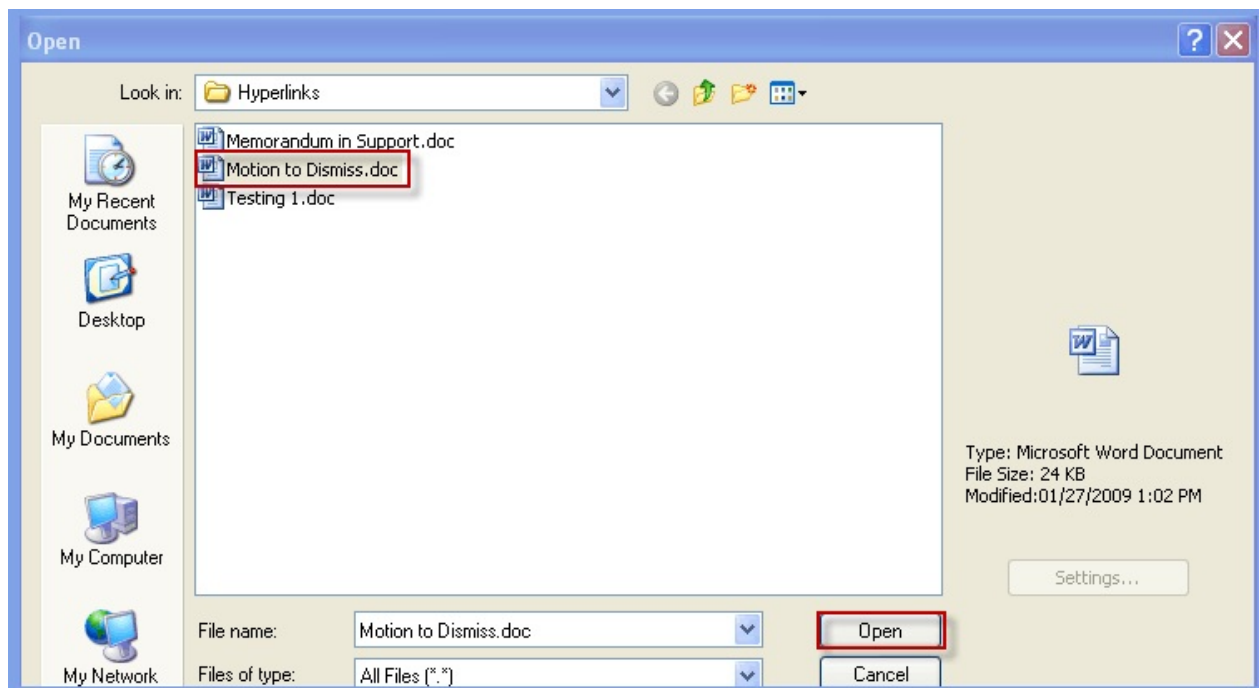 Open
Look in:
Hyperlinks
Memorandum in Support.doc
Motion to Dismiss.doc
Testing 1.doc
My Recent
Documents
Desktop
My Documents
My Computer
My Network
Type: Microsoft Word Document
File Size: 24 KB
Modified:01/27/2009 1:02 PM
Settings...
File name:
Motion to Dismiss.doc
Open
Files of type:
All Files (*.*)
Cancel